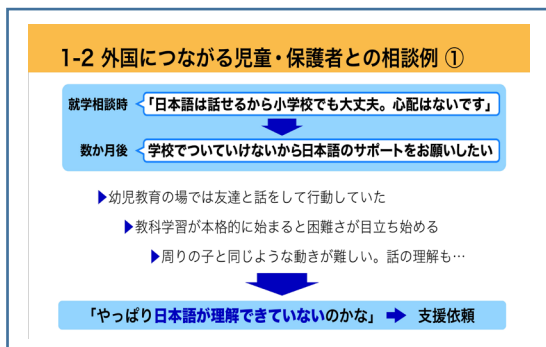 1-2 外国につながる児童・保護者との相談例 ①
就学相談時 「日本語は話せるから小学校でも大丈夫。心配はないです」
数か月後 学校でついていけないから日本語のサポートをお願いしたい
▶幼児教育の場では友達と話をして行動していた
▶教科学習が本格的に始まると困難さが目立ち始める
▶周りの子と同じような動きが難しい。話の理解も…
「やっぱり日本語が理解できていないのかな」 ➡ 支援依頼